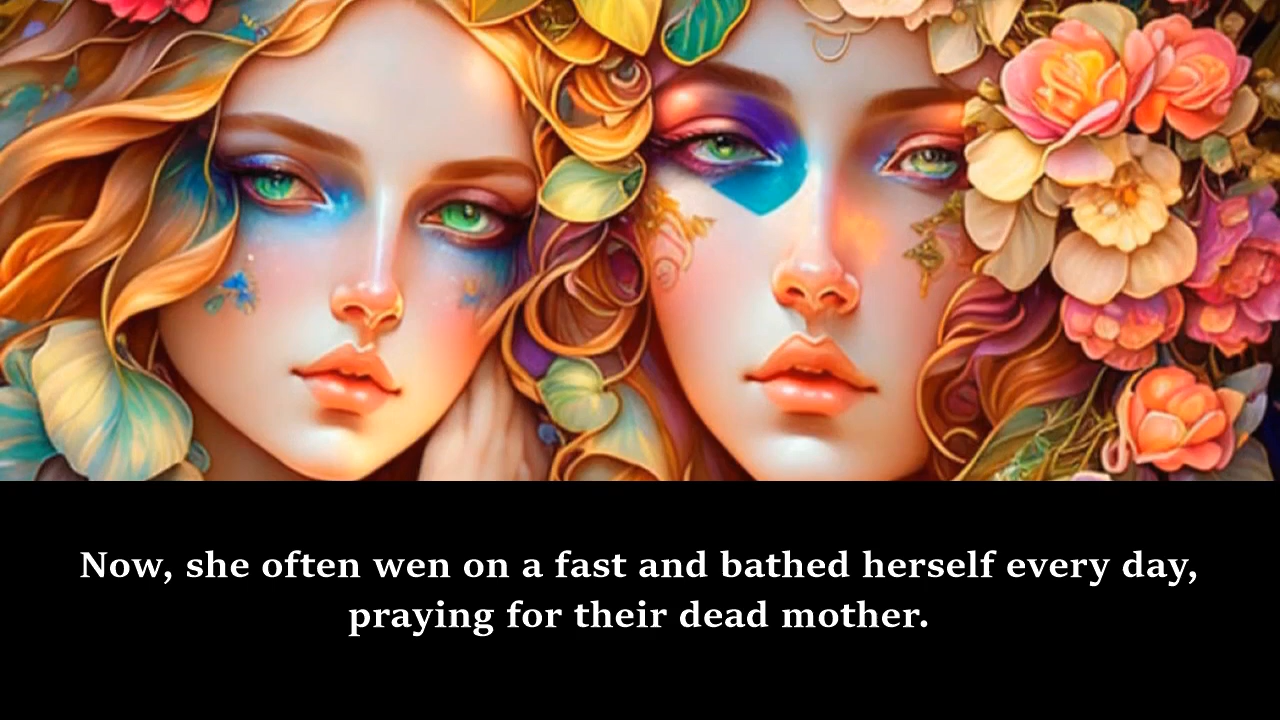 Now, she often wen on a fast and bathed herself every day,
praying for their dead mother.